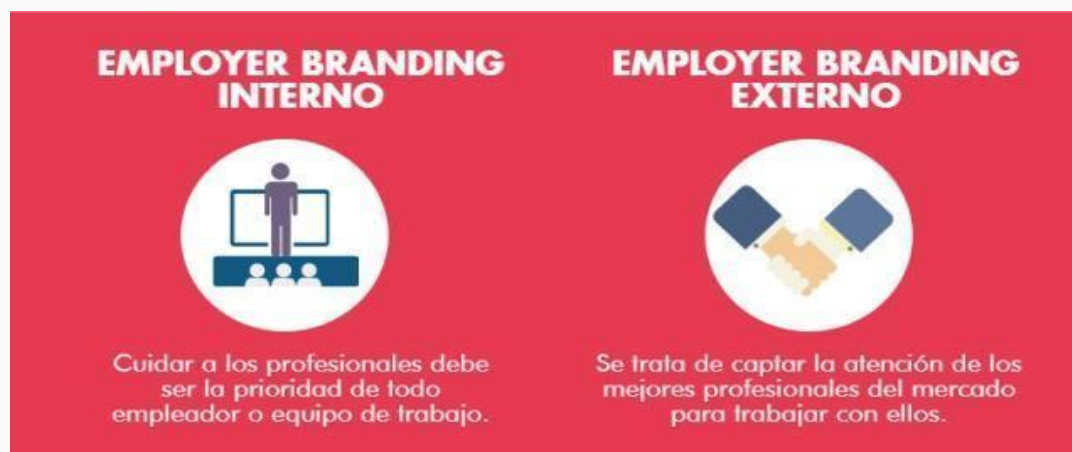 EMPLOYER BRANDING
INTERNO
Cuidar a los profesionales debe
ser la prioridad de todo
empleador o equipo de trabajo.
EMPLOYER BRANDING
EXTERNO
Se trata de captar la atención de los
mejores profesionales del mercado
para trabajar con ellos.